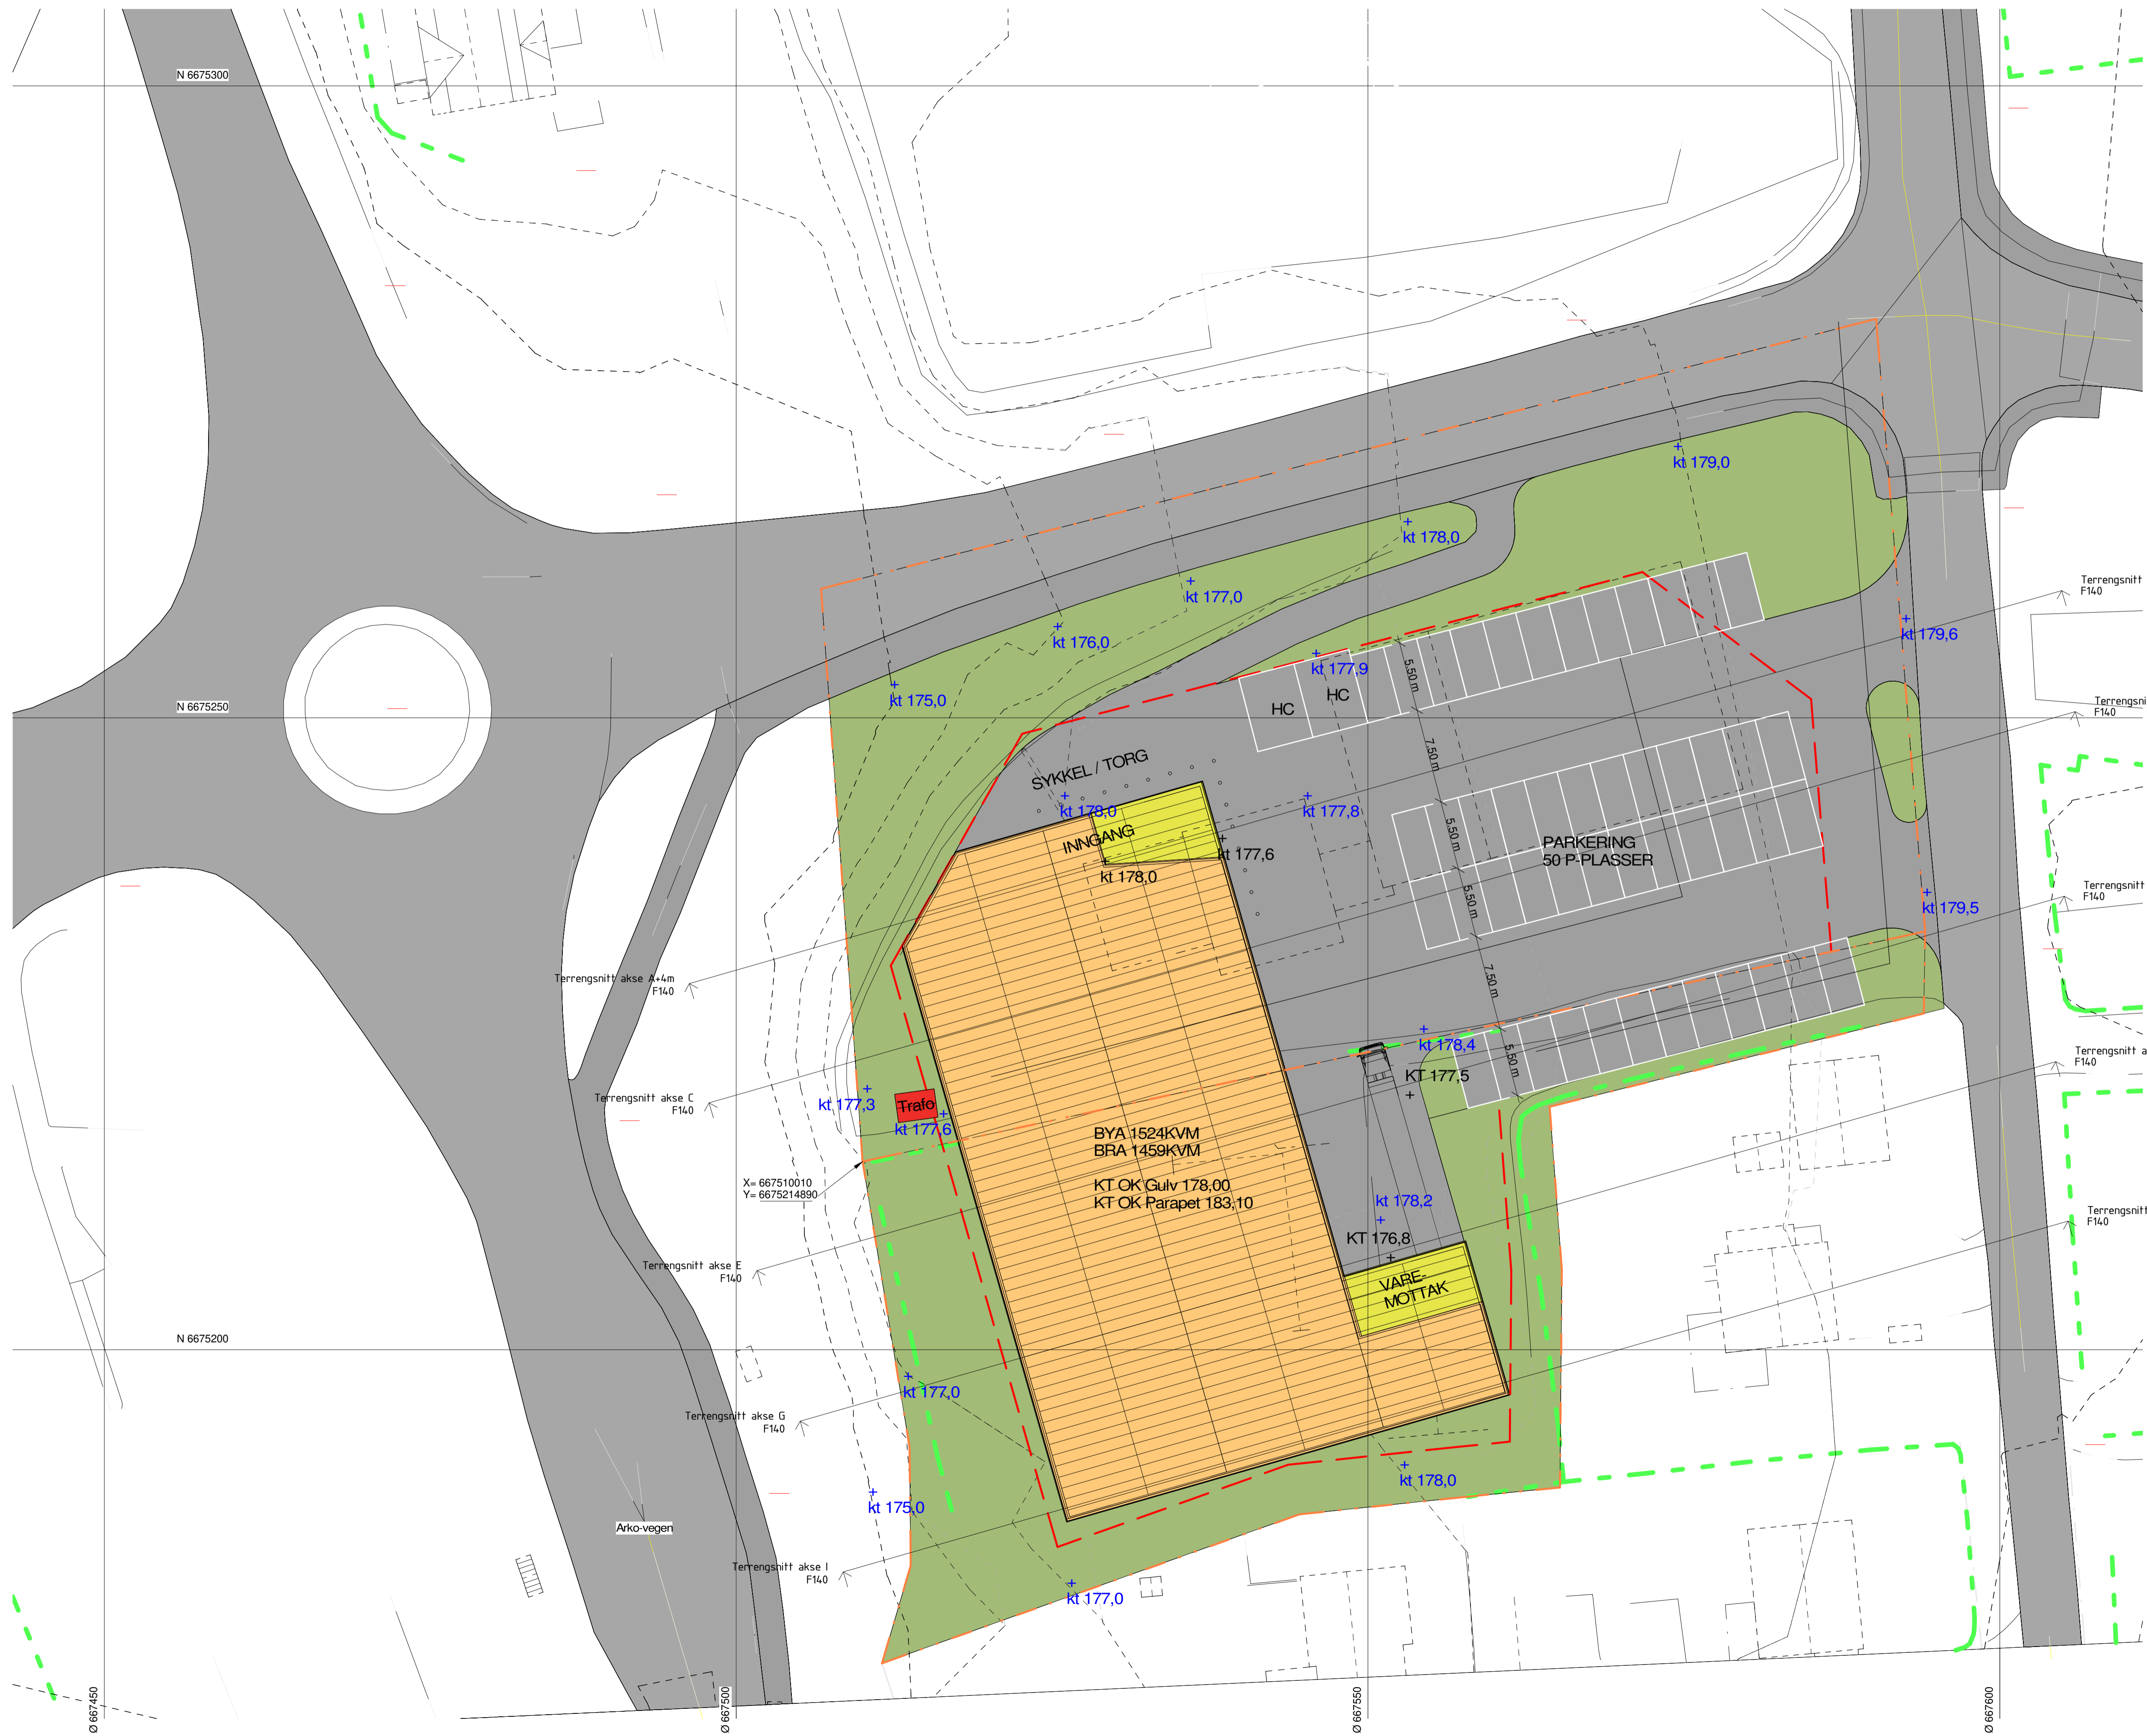 N 6675300
kt 179,0
kt 178,0
Terrengsnitt
F140
kt 177,0
kt 176,0
kt 179,6
kt 177,9
5.50 m
kt 175,0
HC
HC
Terrengsni
F140
N 6675250
7.50 m
SYKKEL / TORG
kt 178,0
kt 177,8
INNGANG
5.50 m
PARKERING
50 P-PLASSER
kt 177,6
kt 178,0
5.50 m
Terrengsnitt
F140
kt 179,5
Terrengsnitt akse A+4m
F140
7.50 m
kt 178,4
Terrengsnitt a
F140
5.50 m
KT 177,5
Terrengsnitt akse C
F140
kt 177,3
Trafo
kt 177,6
BYA 1524KVM
BRA 1459KVM
KT OK Gulv 178,00
KT OK Parapet 183,10
X= 667510010
Y= 6675214890
kt 178,2
Terrengsnitt
F140
KT 176,8
Terrengsnitt akse E
F140
VARE-
MOTTAK
N 6675200
kt 177,0
Terrengsnitt akse G
F140
kt 178,0
kt 175,0
Arko-vegen
Terrengsnitt akse I
F140
kt 177,0
Ø 667450
Ø 667500
Ø 667550
Ø 667600